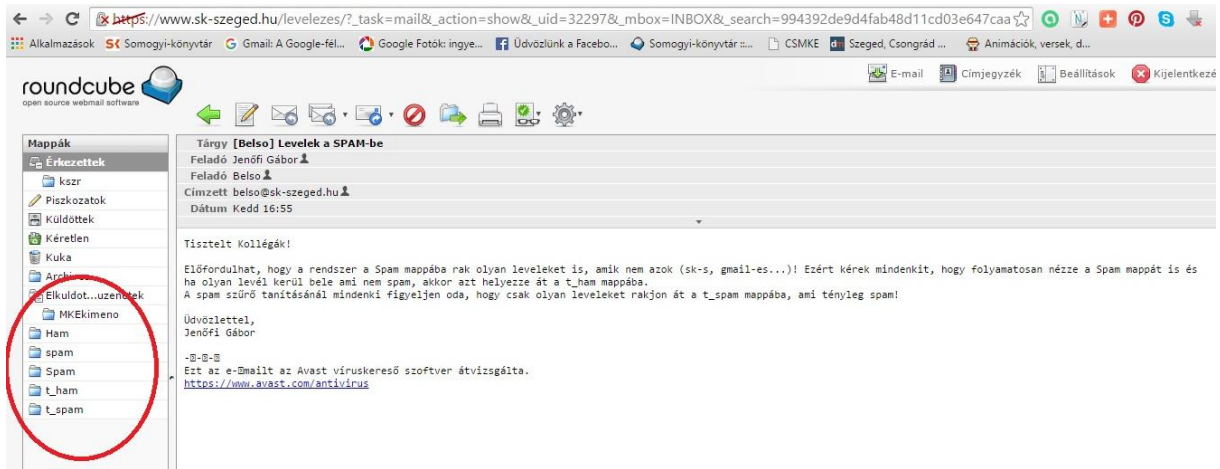 https://www.sk-szeged.hu/levelezes/?_task=mail&_action=show&_uid=32297&_mbox=INBOX&_search=994392de9d4fab48d11cd03e647caa
Alkalmazások Somogyi-könyvtár Gmail: A Google-fél... Google Fotók: ingye... Üdvözlünk a Facebo... Somogyi-könyvtár ::... CSMKE Szeged, Csongrád ... Animációk, versek, d...
E-mail Címjegyzék Beállítások Kijelentkezé
roundcube
open source webmail software
Mappák
Érkezettek
kszr
Piszkozatok
Küldöttek
Kéretlen
Kuka
Elkuldot...uzenetek
MKEkimeno
Ham
spam
Spam
t_ham
t_spam
Tárgy [Belso] Levelek a SPAM-be
Feladó Jenőfi Gábor
Feladó Belso
Címzett belso@sk-szeged.hu
Dátum Kedd 16:55
Tisztelt Kollégák!
Előfordulhat, hogy a rendszer a Spam mappába rak olyan leveleket is, amik nem azok (sk-s, gmail-es...)! Ezért kérek mindenkit, hogy folyamatosan nézze a Spam mappát is és
ha olyan levél kerül bele ami nem spam, akkor azt helyezze át a t_ham mappába.
A spam szűrő tanításánál mindenki figyeljen oda, hogy csak olyan leveleket rakjon át a t_spam mappába, ami tényleg spam!
Üdvözlettel,
Jenőfi Gábor
Ezt az e-mailt az Avast víruskereső szoftver átvizsgálta.
https://www.avast.com/antivirus